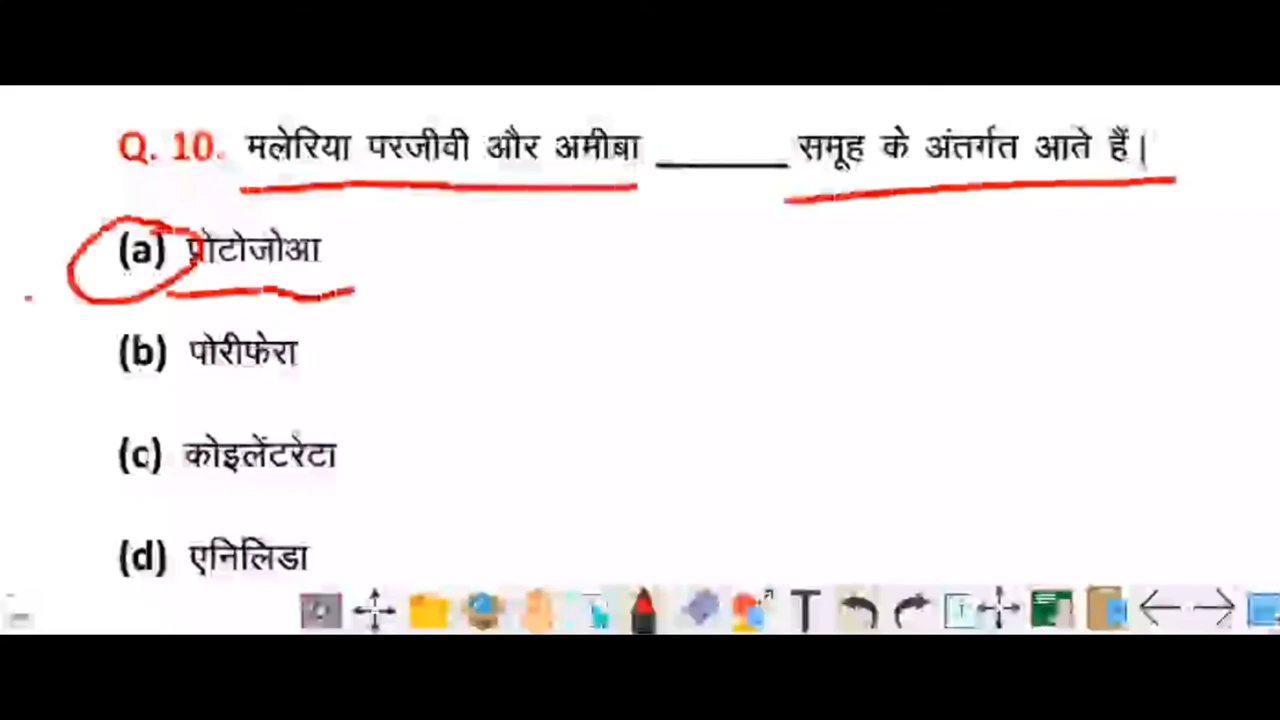 Q. 10. मलेरिया परजीवी और अमीबा _______ समूह के अंतर्गत आते हैं|
(a) प्रोटोजोआ
(b) पोरीफेरा
(c) कोइलेंटरेटा
(d) एनिलिडा